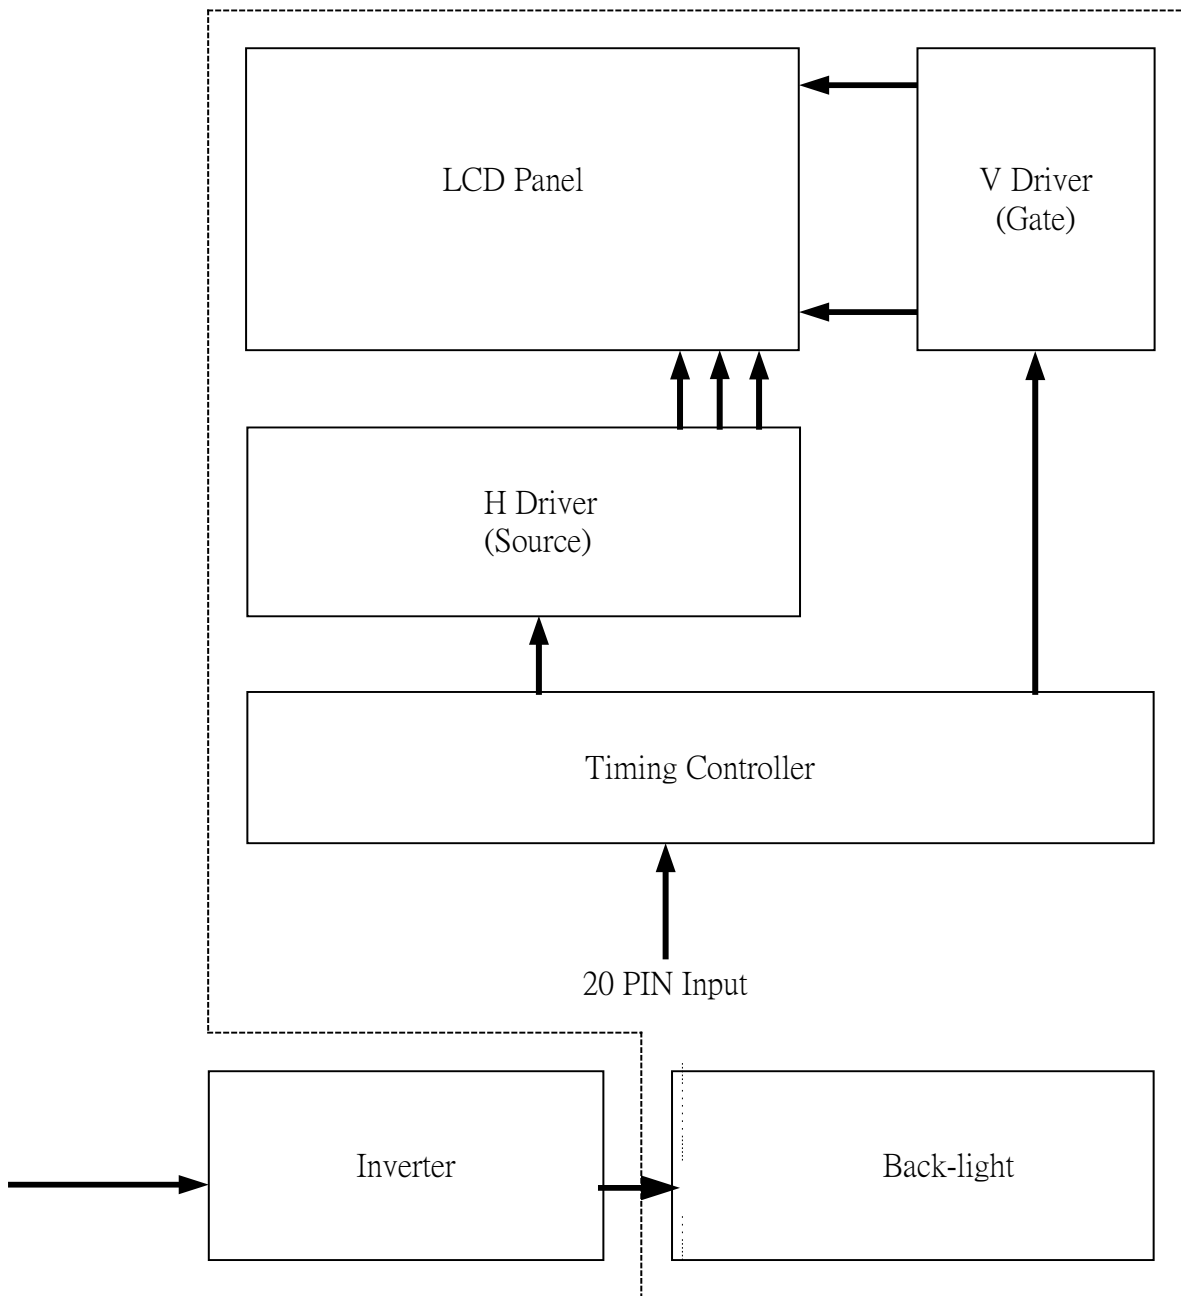 LCD Panel
V Driver
(Gate)
H Driver
(Source)
Timing Controller
20 PIN Input
Inverter
Back-light